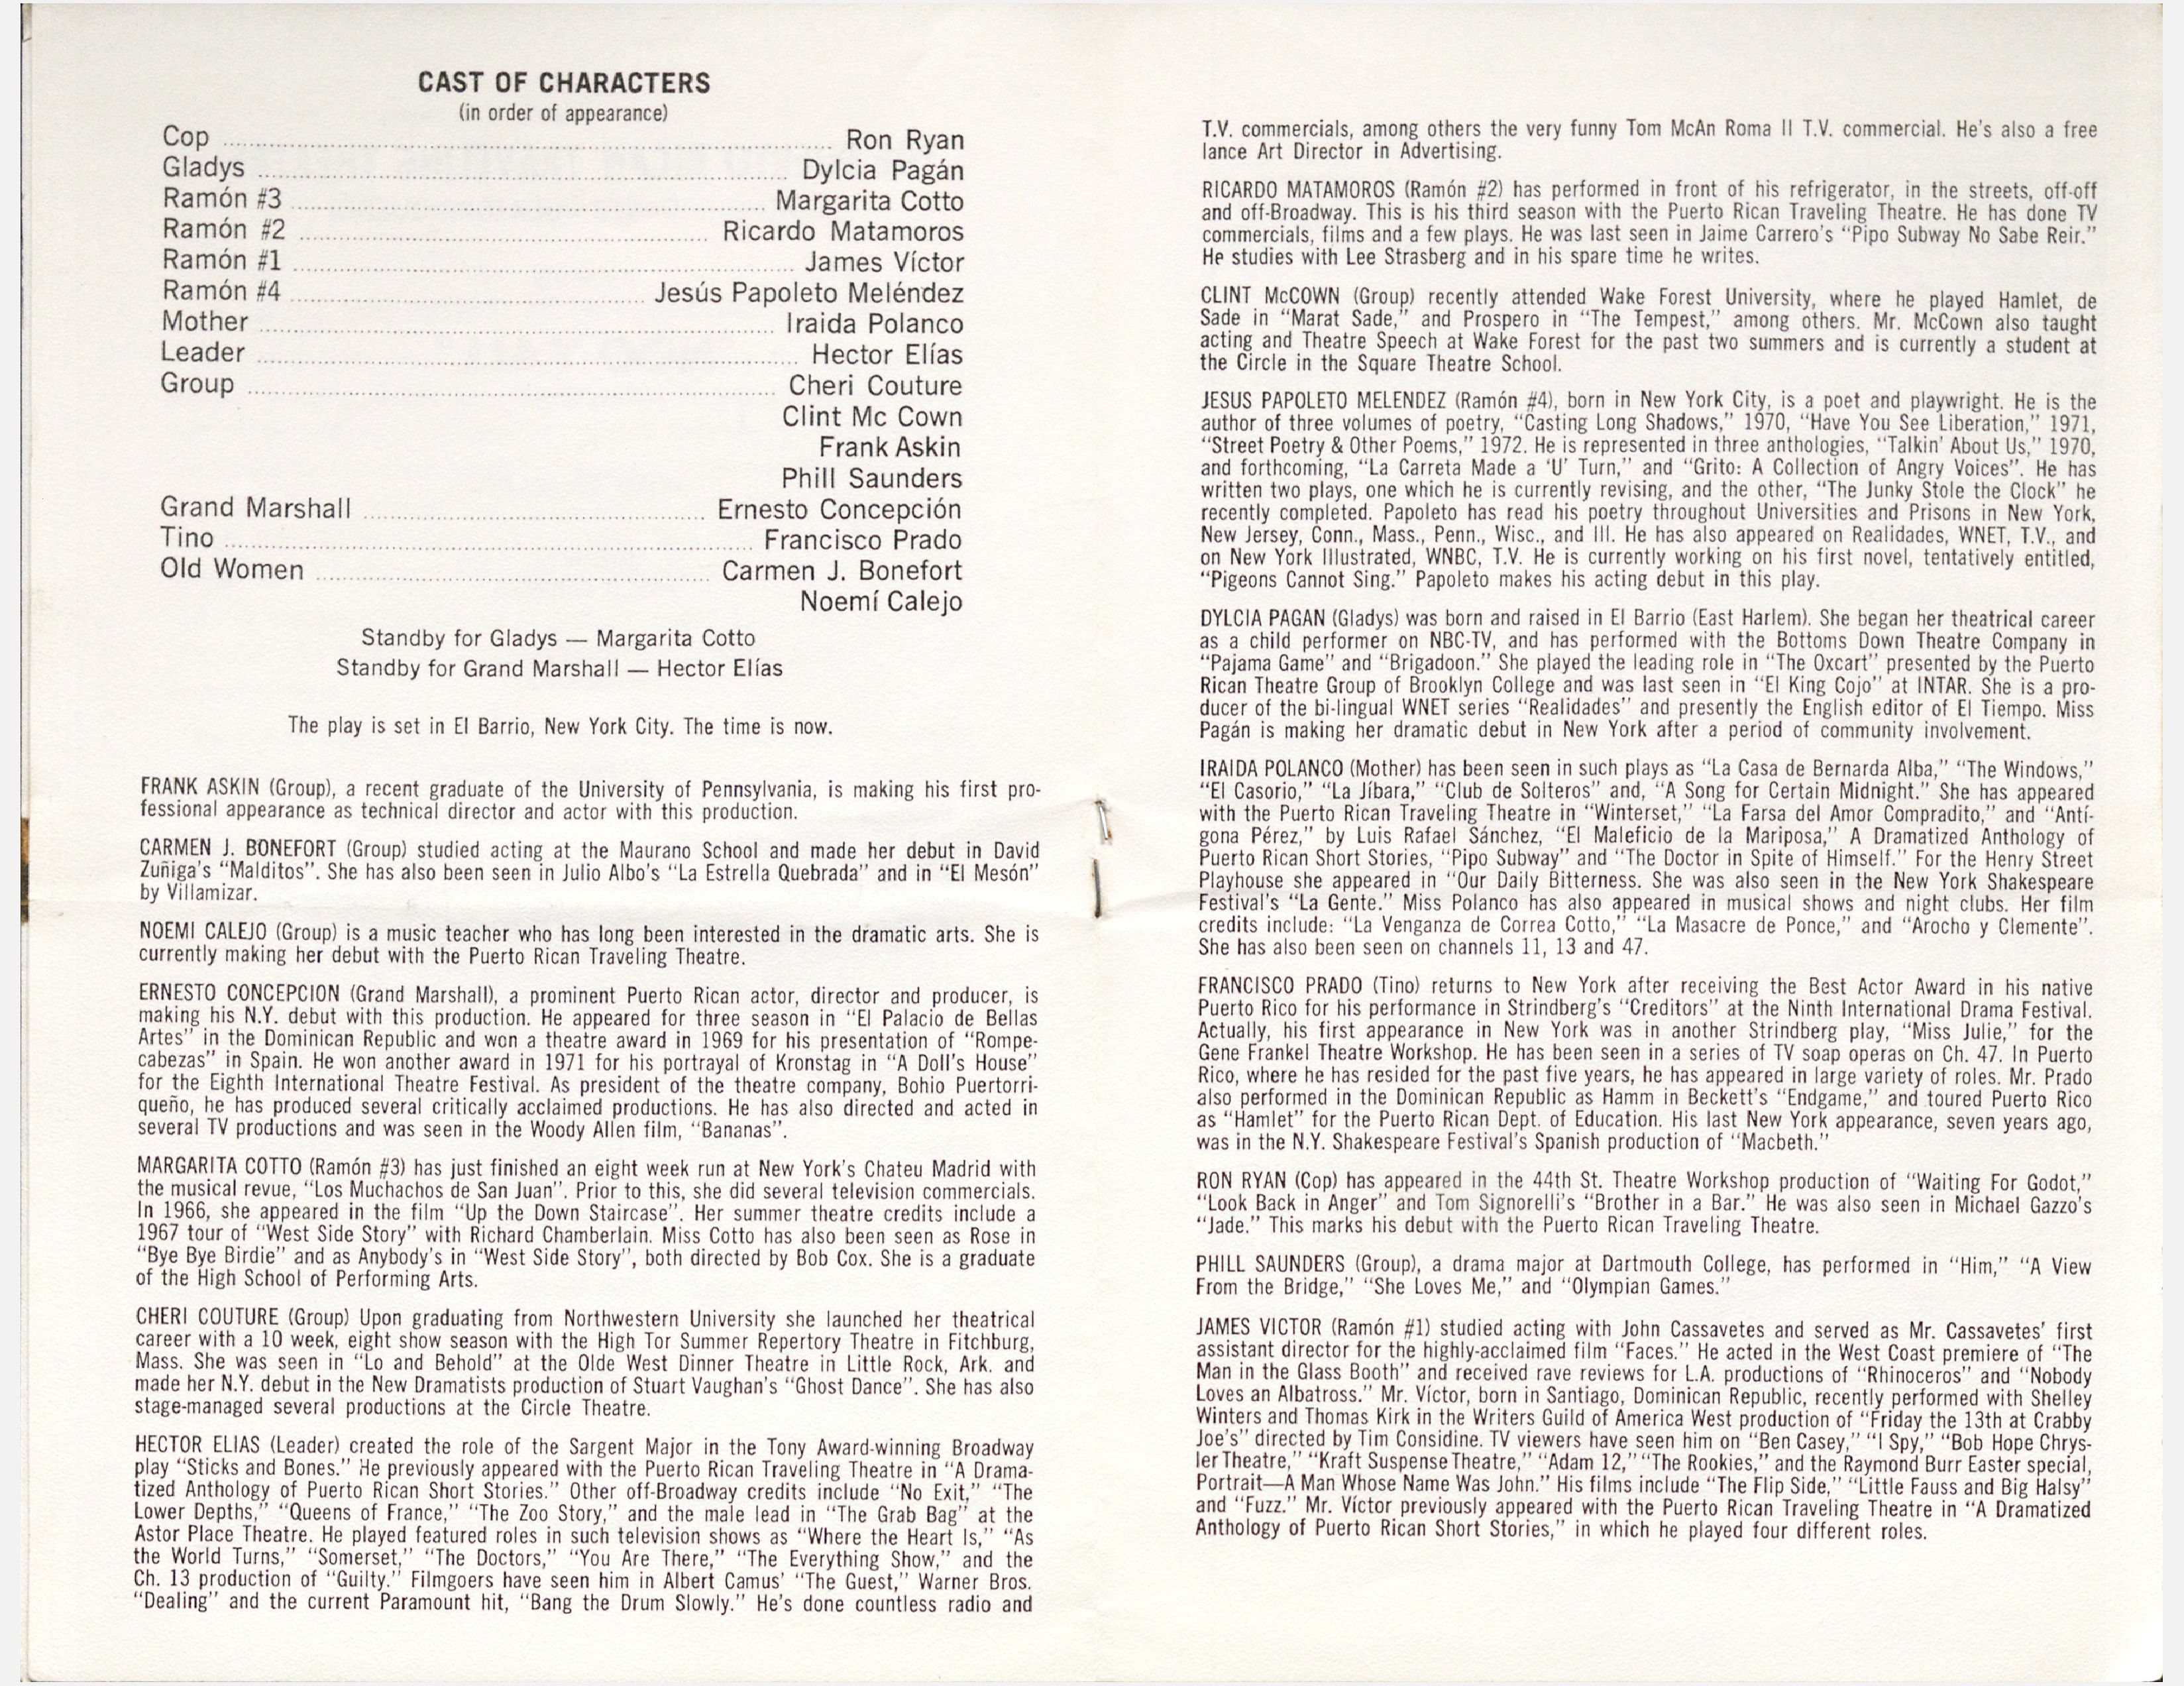 CAST OF CHARACTERS
(in order of appearance)
Cop ........ Ron Ryan
Gladys ........ Dylcia Pagán
Ramón #3 ........ Margarita Cotto
Ramón #2 ........ Ricardo Matamoros
Ramón #1 ........ James Víctor
Ramón #4 ........ Jesús Papoleto Meléndez
Mother ........ Iraida Polanco
Leader ........ Hector Elías
Group ........ Cheri Couture
Clint Mc Cown
Frank Askin
Phill Saunders
Grand Marshall ........ Ernesto Concepción
Tino ........ Francisco Prado
Old Women ........ Carmen J. Bonefort
Noemí Calejo
Standby for Gladys — Margarita Cotto
Standby for Grand Marshall — Hector Elías
The play is set in El Barrio, New York City. The time is now.
FRANK ASKIN (Group), a recent graduate of the University of Pennsylvania, is making his first pro-
fessional appearance as technical director and actor with this production.
CARMEN J. BONEFORT (Group) studied acting at the Maurano School and made her debut in David
Zuñiga's "Malditos". She has also been seen in Julio Albo's "La Estrella Quebrada" and in "El Mesón"
by Villamizar.
NOEMI CALEJO (Group) is a music teacher who has long been interested in the dramatic arts. She is
currently making her debut with the Puerto Rican Traveling Theatre.
ERNESTO CONCEPCION (Grand Marshall), a prominent Puerto Rican actor, director and producer, is
making his N.Y. debut with this production. He appeared for three season in "El Palacio de Bellas
Artes" in the Dominican Republic and won a theatre award in 1969 for his presentation of "Rompe-
cabezas" in Spain. He won another award in 1971 for his portrayal of Kronstag in "A Doll's House"
for the Eighth International Theatre Festival. As president of the theatre company, Bohio Puertorri-
queño, he has produced several critically acclaimed productions. He has also directed and acted in
several TV productions and was seen in the Woody Allen film, "Bananas".
MARGARITA COTTO (Ramón #3) has just finished an eight week run at New York's Chateu Madrid with
the musical revue, "Los Muchachos de San Juan". Prior to this, she did several television commercials.
In 1966, she appeared in the film "Up the Down Staircase". Her summer theatre credits include a
1967 tour of "West Side Story" with Richard Chamberlain. Miss Cotto has also been seen as Rose in
"Bye Bye Birdie" and as Anybody's in "West Side Story", both directed by Bob Cox. She is a graduate
of the High School of Performing Arts.
CHERI COUTURE (Group) Upon graduating from Northwestern University she launched her theatrical
career with a 10 week, eight show season with the High Tor Summer Repertory Theatre in Fitchburg,
Mass. She was seen in "Lo and Behold" at the Olde West Dinner Theatre in Little Rock, Ark. and
made her N.Y. debut in the New Dramatists production of Stuart Vaughan's "Ghost Dance". She has also
stage-managed several productions at the Circle Theatre.
HECTOR ELIAS (Leader) created the role of the Sargent Major in the Tony Award-winning Broadway
play "Sticks and Bones." He previously appeared with the Puerto Rican Traveling Theatre in "A Drama-
tized Anthology of Puerto Rican Short Stories." Other off-Broadway credits include "No Exit," "The
Lower Depths," "Queens of France," "The Zoo Story," and the male lead in "The Grab Bag" at the
Astor Place Theatre. He played featured roles in such television shows as "Where the Heart Is," "As
the World Turns," "Somerset," "The Doctors," "You Are There," "The Everything Show," and the
Ch. 13 production of "Guilty." Filmgoers have seen him in Albert Camus' "The Guest," Warner Bros.
"Dealing" and the current Paramount hit, "Bang the Drum Slowly." He's done countless radio and
T.V. commercials, among others the very funny Tom McAn Roma II T.V. commercial. He's also a free
lance Art Director in Advertising.
RICARDO MATAMOROS (Ramón #2) has performed in front of his refrigerator, in the streets, off-off
and off-Broadway. This is his third season with the Puerto Rican Traveling Theatre. He has done TV
commercials, films and a few plays. He was last seen in Jaime Carrero's "Pipo Subway No Sabe Reir."
He studies with Lee Strasberg and in his spare time he writes.
CLINT McCOWN (Group) recently attended Wake Forest University, where he played Hamlet, de
Sade in "Marat Sade," and Prospero in "The Tempest," among others. Mr. McCown also taught
acting and Theatre Speech at Wake Forest for the past two summers and is currently a student at
the Circle in the Square Theatre School.
JESUS PAPOLETO MELENDEZ (Ramón #4), born in New York City, is a poet and playwright. He is the
author of three volumes of poetry, "Casting Long Shadows," 1970, "Have You See Liberation," 1971,
"Street Poetry & Other Poems," 1972. He is represented in three anthologies, "Talkin' About Us," 1970,
and forthcoming, "La Carreta Made a 'U' Turn," and "Grito: A Collection of Angry Voices". He has
written two plays, one which he is currently revising, and the other, "The Junky Stole the Clock" he
recently completed. Papoleto has read his poetry throughout Universities and Prisons in New York,
New Jersey, Conn., Mass., Penn., Wisc., and Ill. He has also appeared on Realidades, WNET, T.V., and
on New York Illustrated, WNBC, T.V. He is currently working on his first novel, tentatively entitled,
"Pigeons Cannot Sing." Papoleto makes his acting debut in this play.
DYLCIA PAGAN (Gladys) was born and raised in El Barrio (East Harlem). She began her theatrical career
as a child performer on NBC-TV, and has performed with the Bottoms Down Theatre Company in
"Pajama Game" and "Brigadoon." She played the leading role in "The Oxcart" presented by the Puerto
Rican Theatre Group of Brooklyn College and was last seen in "El King Cojo" at INTAR. She is a pro-
ducer of the bi-lingual WNET series "Realidades" and presently the English editor of El Tiempo. Miss
Pagán is making her dramatic debut in New York after a period of community involvement.
IRAIDA POLANCO (Mother) has been seen in such plays as "La Casa de Bernarda Alba," "The Windows,"
"El Casorio," "La Jíbara," "Club de Solteros" and, "A Song for Certain Midnight." She has appeared
with the Puerto Rican Traveling Theatre in "Winterset," "La Farsa del Amor Compradito," and "Antí-
gona Pérez," by Luis Rafael Sánchez, "El Maleficio de la Mariposa," A Dramatized Anthology of
Puerto Rican Short Stories, "Pipo Subway" and "The Doctor in Spite of Himself." For the Henry Street
Playhouse she appeared in "Our Daily Bitterness. She was also seen in the New York Shakespeare
Festival's "La Gente." Miss Polanco has also appeared in musical shows and night clubs. Her film
credits include: "La Venganza de Correa Cotto," "La Masacre de Ponce," and "Arocho y Clemente".
She has also been seen on channels 11, 13 and 47.
FRANCISCO PRADO (Tino) returns to New York after receiving the Best Actor Award in his native
Puerto Rico for his performance in Strindberg's "Creditors" at the Ninth International Drama Festival.
Actually, his first appearance in New York was in another Strindberg play, "Miss Julie," for the
Gene Frankel Theatre Workshop. He has been seen in a series of TV soap operas on Ch. 47. In Puerto
Rico, where he has resided for the past five years, he has appeared in large variety of roles. Mr. Prado
also performed in the Dominican Republic as Hamm in Beckett's "Endgame," and toured Puerto Rico
as "Hamlet" for the Puerto Rican Dept. of Education. His last New York appearance, seven years ago,
was in the N.Y. Shakespeare Festival's Spanish production of "Macbeth."
RON RYAN (Cop) has appeared in the 44th St. Theatre Workshop production of "Waiting For Godot,"
"Look Back in Anger" and Tom Signorelli's "Brother in a Bar." He was also seen in Michael Gazzo's
"Jade." This marks his debut with the Puerto Rican Traveling Theatre.
PHILL SAUNDERS (Group), a drama major at Dartmouth College, has performed in "Him," "A View
From the Bridge," "She Loves Me," and "Olympian Games."
JAMES VICTOR (Ramón #1) studied acting with John Cassavetes and served as Mr. Cassavetes' first
assistant director for the highly-acclaimed film "Faces." He acted in the West Coast premiere of "The
Man in the Glass Booth" and received rave reviews for L.A. productions of "Rhinoceros" and "Nobody
Loves an Albatross." Mr. Víctor, born in Santiago, Dominican Republic, recently performed with Shelley
Winters and Thomas Kirk in the Writers Guild of America West production of "Friday the 13th at Crabby
Joe's" directed by Tim Considine. TV viewers have seen him on "Ben Casey," "I Spy," "Bob Hope Chrys-
ler Theatre," "Kraft Suspense Theatre," "Adam 12," "The Rookies," and the Raymond Burr Easter special,
Portrait—A Man Whose Name Was John." His films include "The Flip Side," "Little Fauss and Big Halsy"
and "Fuzz." Mr. Víctor previously appeared with the Puerto Rican Traveling Theatre in "A Dramatized
Anthology of Puerto Rican Short Stories," in which he played four different roles.